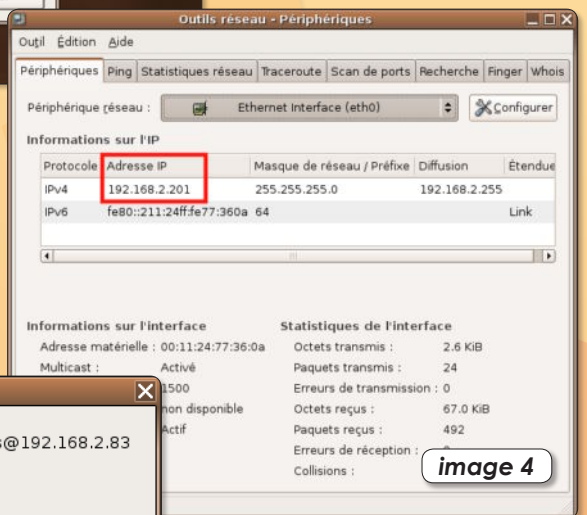 Outils réseau - Périphériques
Outil Édition Aide
Périphériques Ping Statistiques réseau Traceroute Scan de ports Recherche Finger Whois
Périphérique réseau : Ethernet Interface (eth0) Configurer
Informations sur l'IP
Protocole Adresse IP Masque de réseau / Préfixe Diffusion Étendue
IPv4 192.168.2.201 255.255.255.0 192.168.2.255
IPv6 fe80::211:24ff:fe77:360a 64 Link
Informations sur l'interface Statistiques de l'interface
Adresse matérielle : 00:11:24:77:36:0a Octets transmis : 2.6 KiB
Multicast : Activé Paquets transmis : 24
1500 Erreurs de transmission : 0
non disponible Octets reçus : 67.0 KiB
Actif Paquets reçus : 492
Erreurs de réception :
Collisions :
s@192.168.2.83
image 4